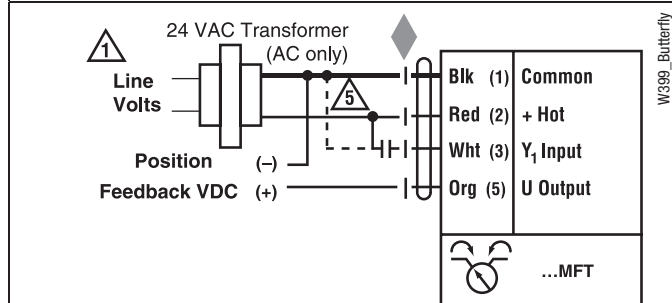 24 VAC Transformer
(AC only)
1
Line
Volts
5
Blk (1) Common
Red (2) + Hot
Wht (3) Y1 Input
Position (–)
Feedback VDC (+)
Org (5) U Output
...MFT
W399_Butterfly